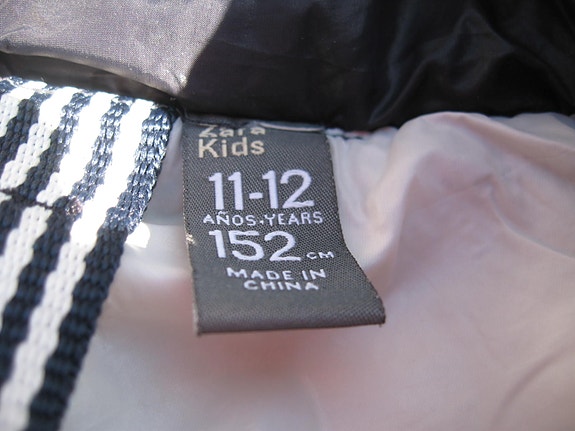 Zara
Kids
11-12
AÑOS-YEARS
152 CM
MADE IN
CHINA